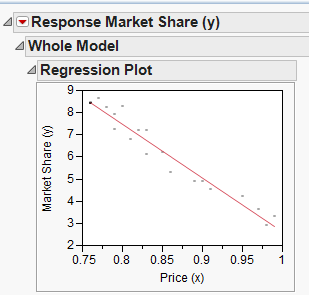 Response Market Share (y)
Whole Model
Regression Plot
9
8
7
6
5
4
3
2
Market Share (y)
0.75 0.8 0.85 0.9 0.95 1
Price (x)